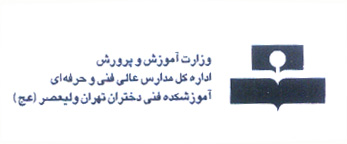 وزارت آموزش و پرورش
اداره کل مدارس عالی فنی و حرفه‌ای
آموزشکده فنی دختران تهران ولیعصر (عج)